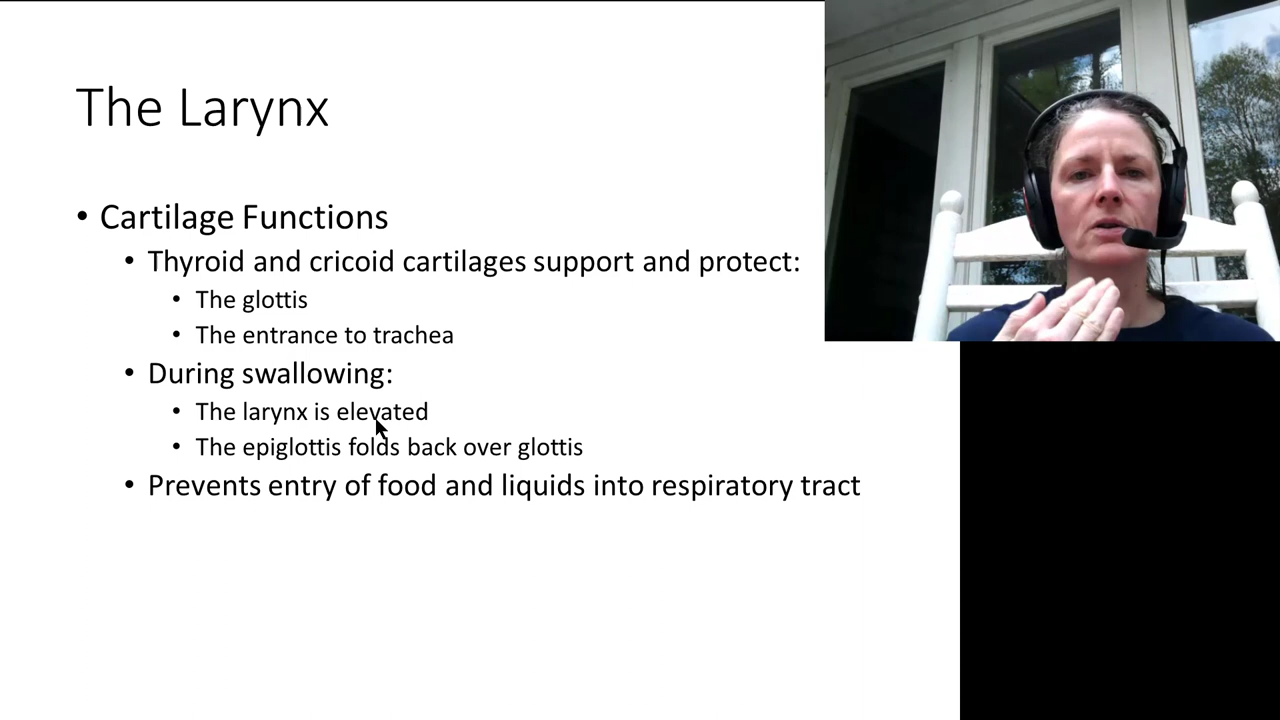 The Larynx
• Cartilage Functions
• Thyroid and cricoid cartilages support and protect:
• The glottis
• The entrance to trachea
• During swallowing:
• The larynx is elevated
• The epiglottis folds back over glottis
• Prevents entry of food and liquids into respiratory tract